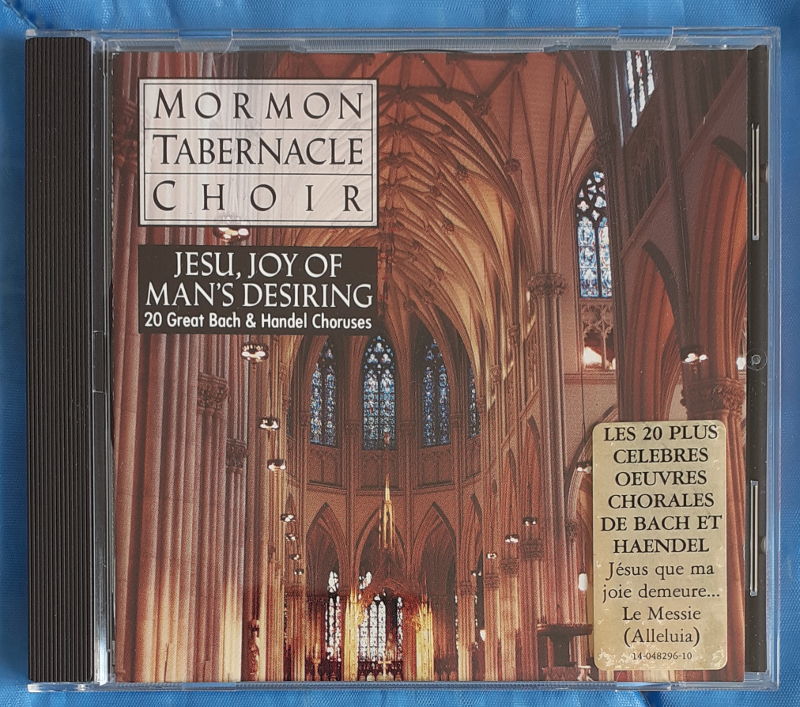 MORMON
TABERNACLE
CHOIR
JESU, JOY OF
MAN'S DESIRING
20 Great Bach & Handel Choruses
LES 20 PLUS
CELEBRES
OEUVRES
CHORALES
DE BACH ET
HAENDEL
Jésus que ma
joie demeure...
Le Messie
(Alleluia)
14-048296-10